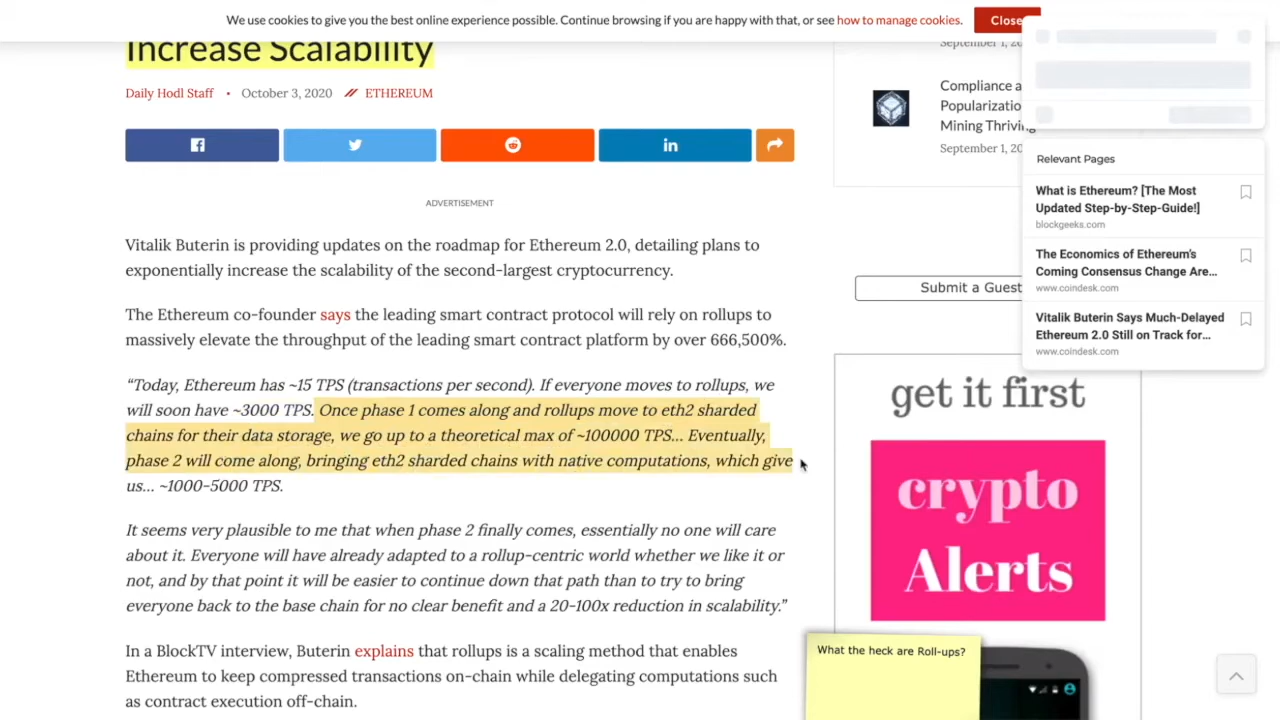 We use cookies to give you the best online experience possible. Continue browsing if you are happy with that, or see how to manage cookies.
Close
Increase Scalability
Daily Hodl Staff • October 3, 2020 // ETHEREUM
ADVERTISEMENT
Vitalik Buterin is providing updates on the roadmap for Ethereum 2.0, detailing plans to
exponentially increase the scalability of the second-largest cryptocurrency.
The Ethereum co-founder says the leading smart contract protocol will rely on rollups to
massively elevate the throughput of the leading smart contract platform by over 666,500%.
“Today, Ethereum has ~15 TPS (transactions per second). If everyone moves to rollups, we
will soon have ~3000 TPS. Once phase 1 comes along and rollups move to eth2 sharded
chains for their data storage, we go up to a theoretical max of ~100000 TPS… Eventually,
phase 2 will come along, bringing eth2 sharded chains with native computations, which give
us… ~1000-5000 TPS.
It seems very plausible to me that when phase 2 finally comes, essentially no one will care
about it. Everyone will have already adapted to a rollup-centric world whether we like it or
not, and by that point it will be easier to continue down that path than to try to bring
everyone back to the base chain for no clear benefit and a 20-100x reduction in scalability.”
In a BlockTV interview, Buterin explains that rollups is a scaling method that enables
Ethereum to keep compressed transactions on-chain while delegating computations such
as contract execution off-chain.
September 1,
Compliance
Popularizatio
Mining Thriving
September 1,
Submit a Guest
get it first
crypto
Alerts
What the heck are Roll-ups?
Relevant Pages
What is Ethereum? [The Most
Updated Step-by-Step-Guide!]
blockgeeks.com
The Economics of Ethereum’s
Coming Consensus Change Are...
www.coindesk.com
Vitalik Buterin Says Much-Delayed
Ethereum 2.0 Still on Track for...
www.coindesk.com